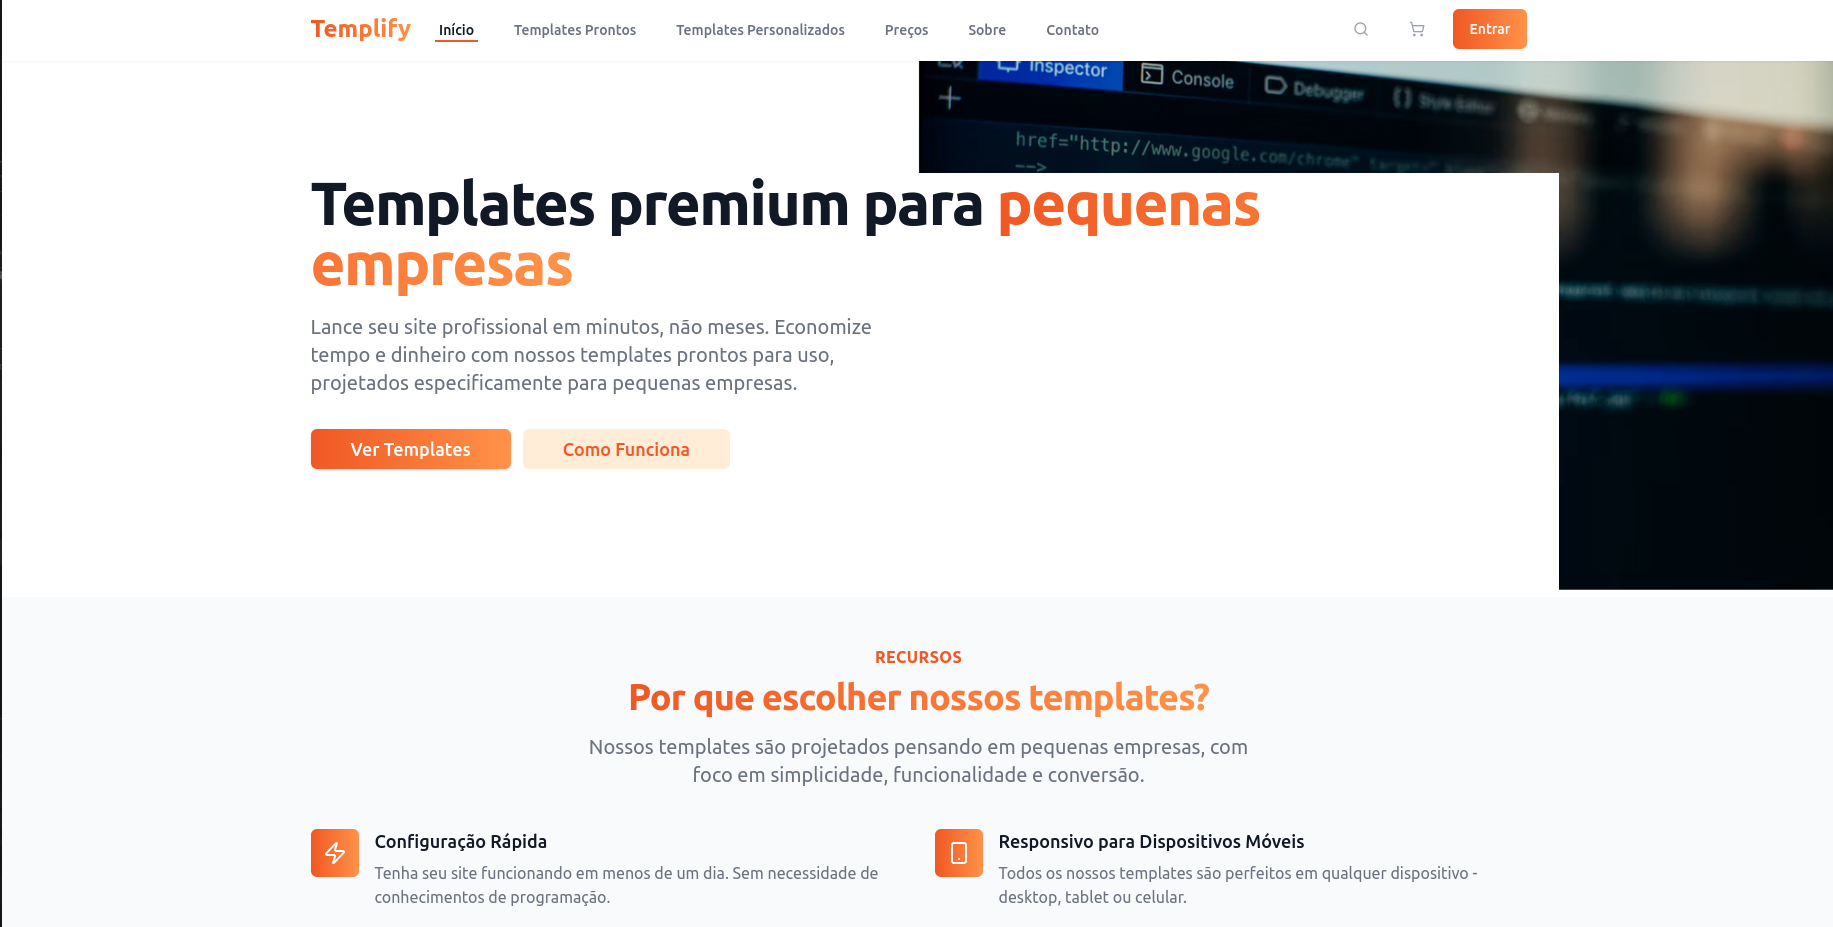 Templify Início Templates Prontos Templates Personalizados Preços Sobre Contato Entrar
Inspector Console Debugger Style Editor
href="http://www.google.com/chrome"
-->
Templates premium para pequenas
empresas
Lance seu site profissional em minutos, não meses. Economize
tempo e dinheiro com nossos templates prontos para uso,
projetados especificamente para pequenas empresas.
Ver Templates Como Funciona
RECURSOS
Por que escolher nossos templates?
Nossos templates são projetados pensando em pequenas empresas, com
foco em simplicidade, funcionalidade e conversão.
Configuração Rápida
Tenha seu site funcionando em menos de um dia. Sem necessidade de
conhecimentos de programação.
Responsivo para Dispositivos Móveis
Todos os nossos templates são perfeitos em qualquer dispositivo -
desktop, tablet ou celular.